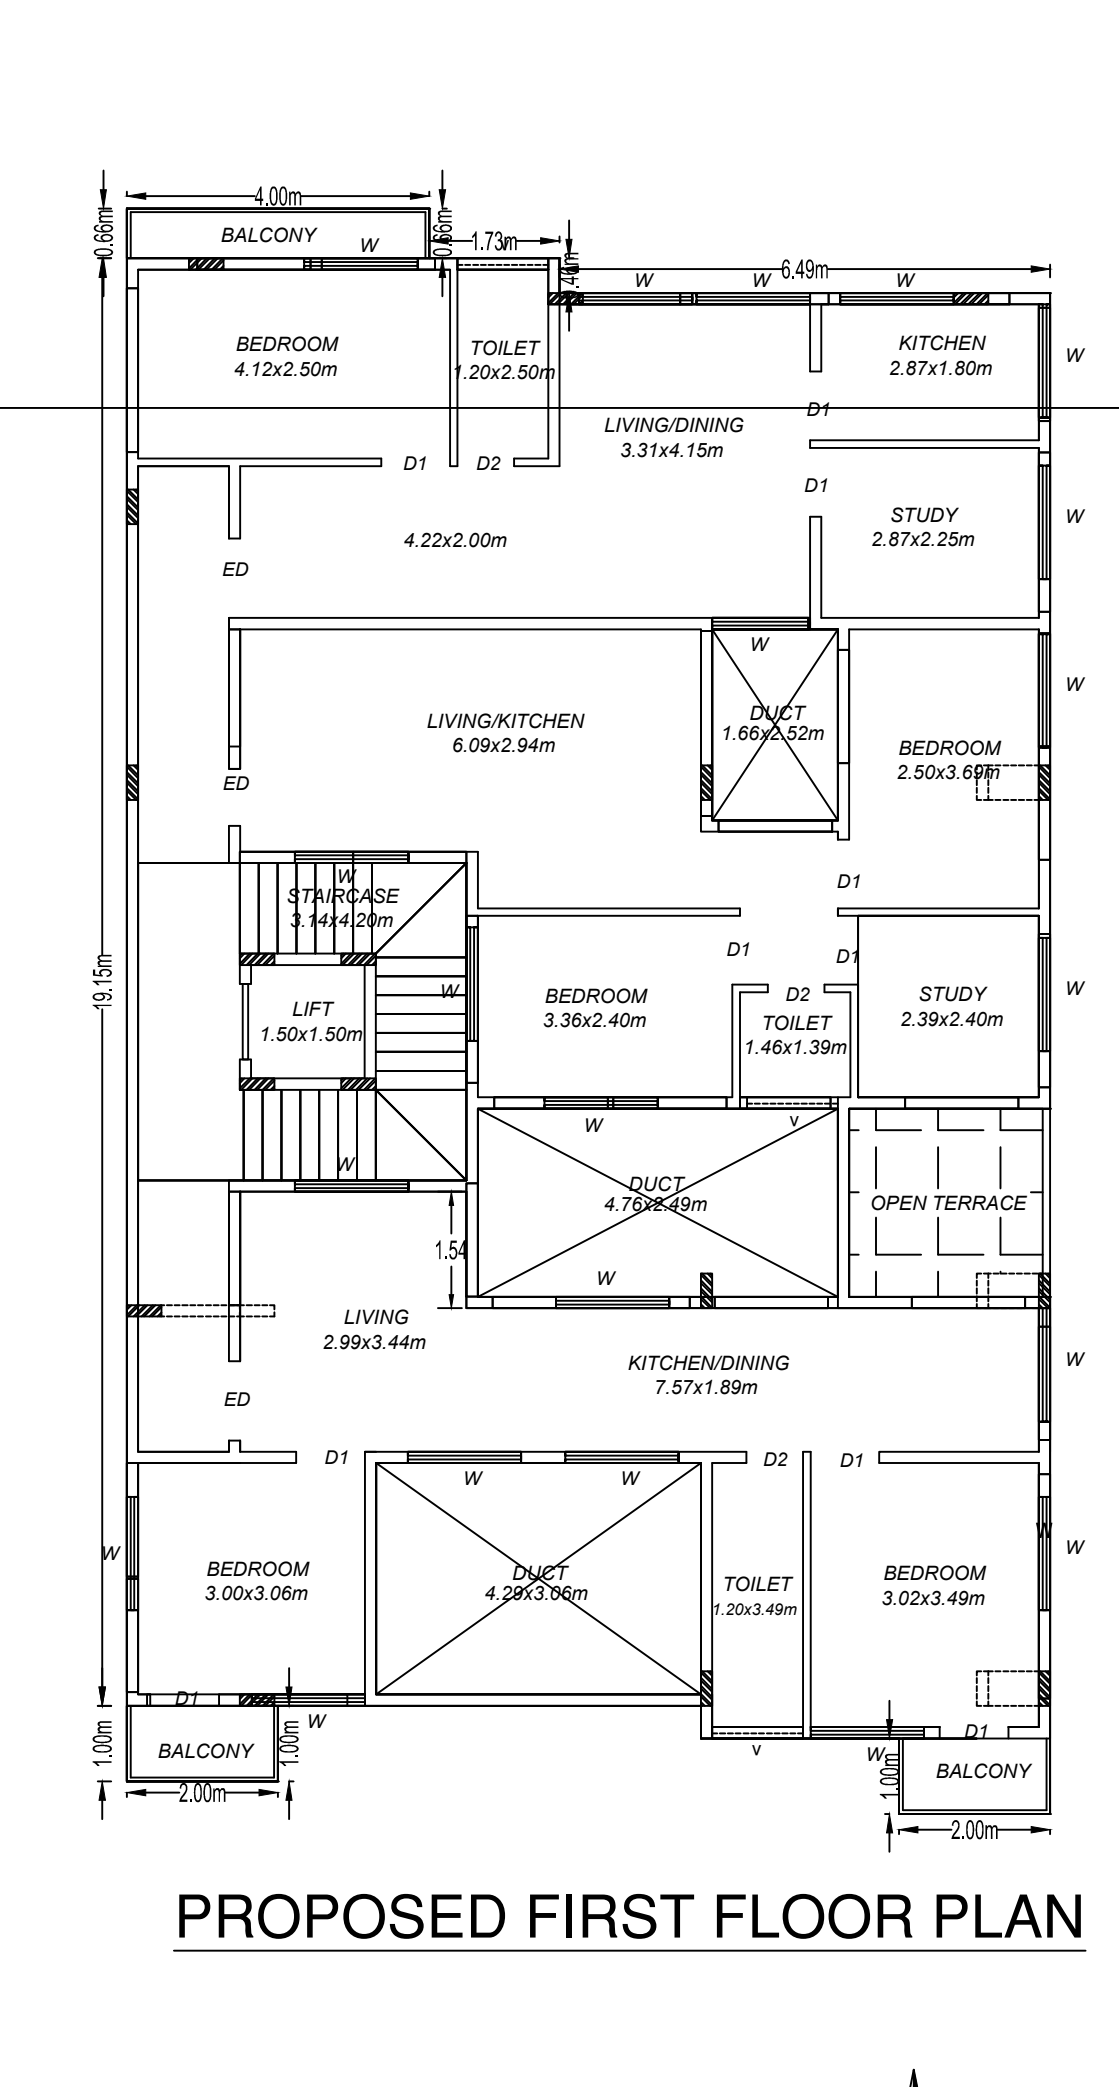 4.00m
0.66m
BALCONY
W
0.66m
1.73m
0.46m
6.49m
W
W
W
BEDROOM
4.12x2.50m
TOILET
1.20x2.50m
KITCHEN
2.87x1.80m
W
D1
LIVING/DINING
3.31x4.15m
D1
D2
D1
STUDY
2.87x2.25m
W
4.22x2.00m
ED
W
LIVING/KITCHEN
6.09x2.94m
DUCT
1.66x2.52m
W
BEDROOM
2.50x3.69m
ED
W
STAIRCASE
3.14x4.20m
D1
19.15m
D1
D1
W
BEDROOM
3.36x2.40m
D2
TOILET
1.46x1.39m
STUDY
2.39x2.40m
W
LIFT
1.50x1.50m
W
v
W
DUCT
4.76x2.49m
OPEN TERRACE
1.54
W
LIVING
2.99x3.44m
KITCHEN/DINING
7.57x1.89m
W
ED
D1
D2
D1
W
W
W
W
W
BEDROOM
3.00x3.06m
DUCT
4.29x3.06m
TOILET
1.20x3.49m
BEDROOM
3.02x3.49m
D1
W
D1
1.00m
BALCONY
1.00m
v
W
1.00m
BALCONY
2.00m
2.00m
PROPOSED FIRST FLOOR PLAN